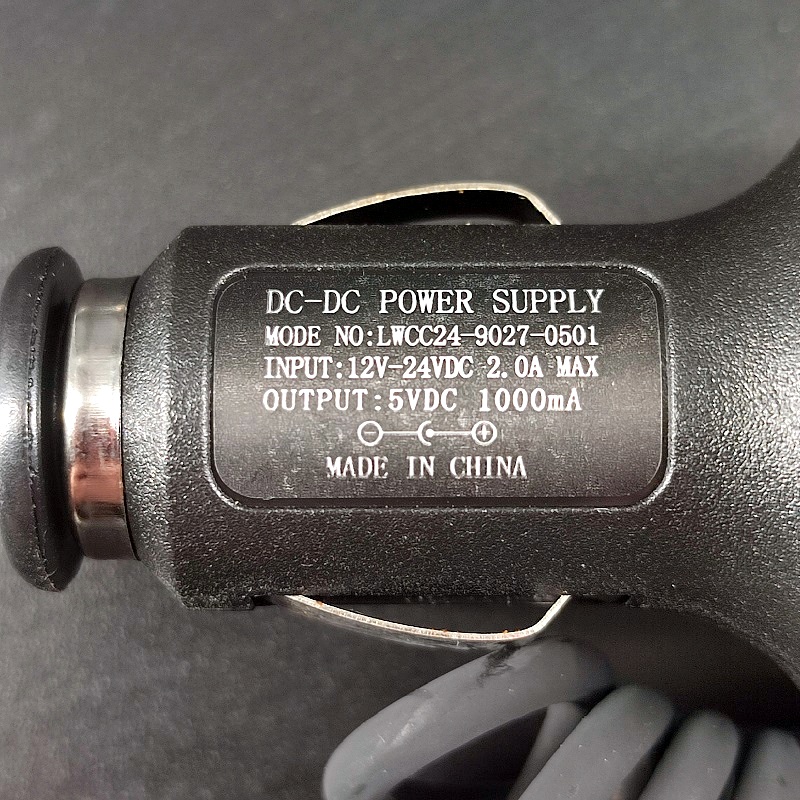 DC-DC POWER SUPPLY
MODE NO:LWCC24-9027-0501
INPUT:12V-24VDC 2.0A MAX
OUTPUT:5VDC 1000mA
MADE IN CHINA